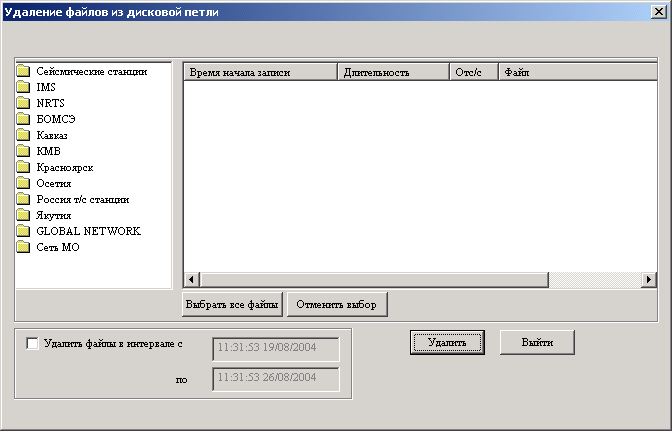 Удаление файлов из дисковой петли
Сейсмические станции
IMS
NRTS
БОМСЭ
Кавказ
КМВ
Красноярск
Осетия
Россия т/с станции
Якутия
GLOBAL NETWORK
Сеть МО
Время начала записи Длительность Отс/с Файл
Выбрать все файлы Отменить выбор
Удалить файлы в интервале с 11:31:53 19/08/2004
по 11:31:53 26/08/2004
Удалить Выйти